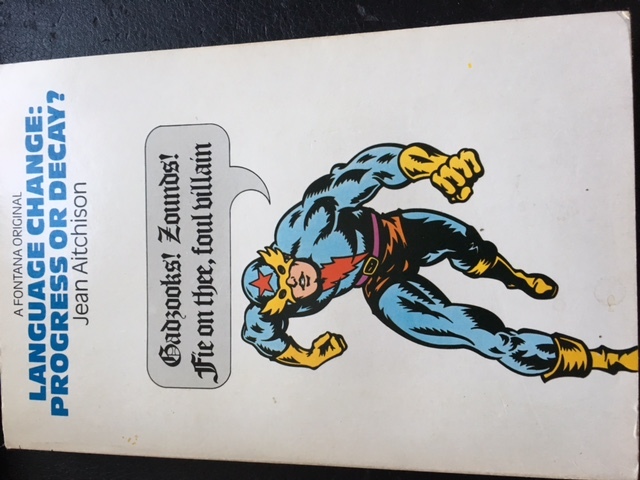 A FONTANA ORIGINAL
LANGUAGE CHANGE:
PROGRESS OR DECAY?
Jean Aitchison
Gadzooks! Zounds!
Fie on thee, foul villain